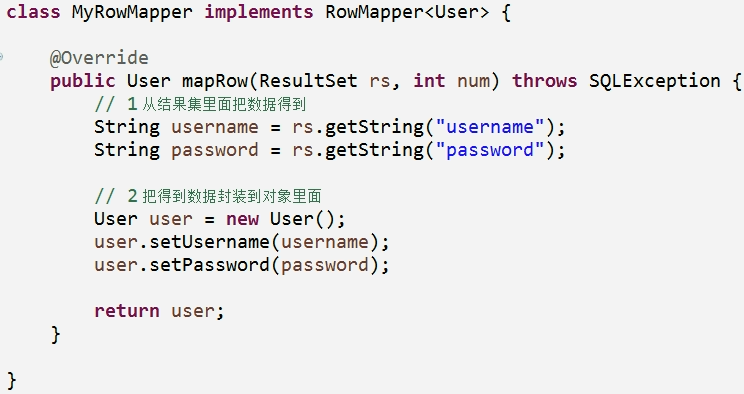 class MyRowMapper implements RowMapper<User> {
@Override
public User mapRow(ResultSet rs, int num) throws SQLException {
// 1 从结果集里面把数据得到
String username = rs.getString("username");
String password = rs.getString("password");
// 2 把得到数据封装到对象里面
User user = new User();
user.setUsername(username);
user.setPassword(password);
return user;
}
}